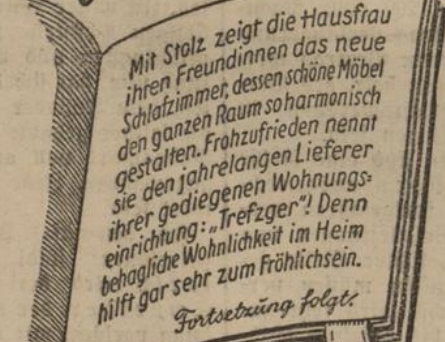 Mit Stolz zeigt die Hausfrau
ihren Freundinnen das neue
Schlafzimmer, dessen schöne Möbel
den ganzen Raum so harmonisch
gestalten. Frohzufrieden nennt
sie den jahrelangen Lieferer
ihrer gediegenen Wohnungs=
einrichtung: „Trefzger"! Denn
behagliche Wohnlichkeit im Heim
hilft gar sehr zum Fröhlichsein.
Fortsetzung folgt!